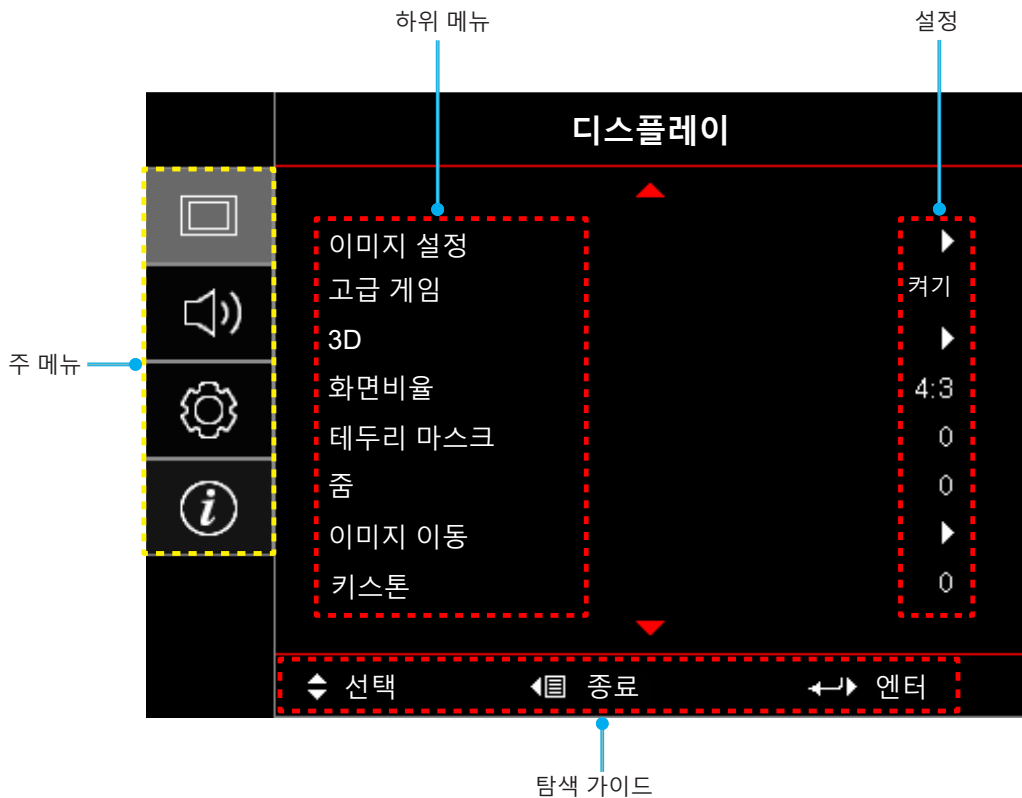 하위 메뉴 설정
디스플레이
이미지 설정
고급 게임 켜기
3D
주 메뉴
화면비율 4:3
테두리 마스크 0
줌 0
이미지 이동
키스톤 0
선택 종료 엔터
탐색 가이드